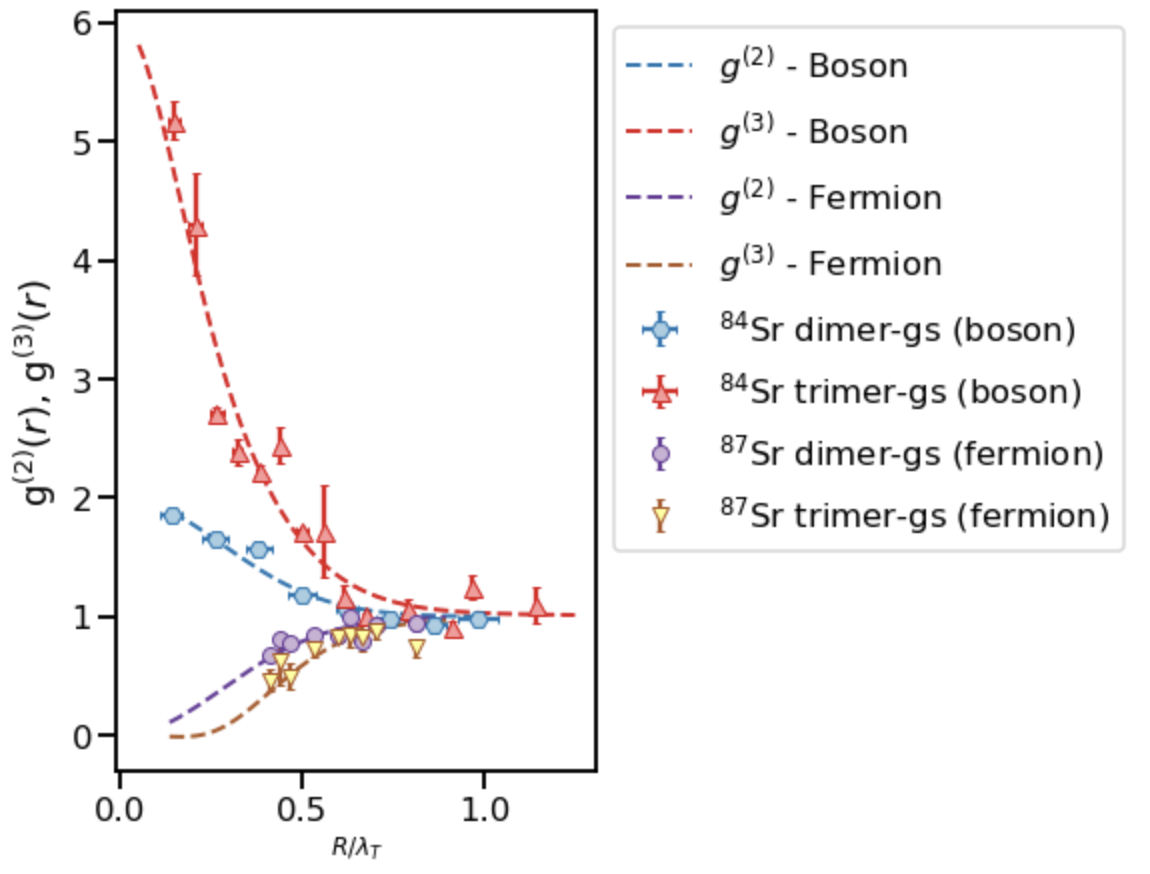 6
5
4
3
2
1
0
g(2)(r), g(3)(r)
0.0 0.5 1.0
R/λT
g(2) - Boson
g(3) - Boson
g(2) - Fermion
g(3) - Fermion
84Sr dimer-gs (boson)
84Sr trimer-gs (boson)
87Sr dimer-gs (fermion)
87Sr trimer-gs (fermion)